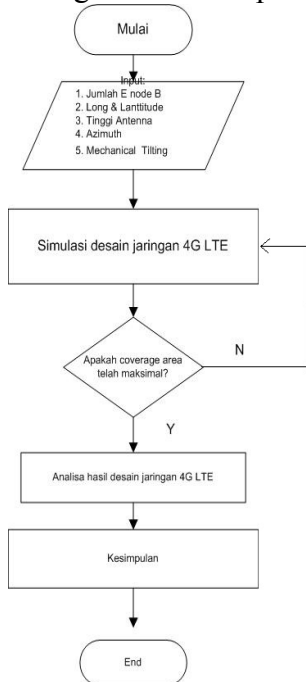 Mulai
Input:
1. Jumlah E node B
2. Long & Lanttitude
3. Tinggi Antenna
4. Azimuth
5. Mechanical Tilting
Simulasi desain jaringan 4G LTE
Apakah coverage area
telah maksimal?
N
Y
Analisa hasil desain jaringan 4G LTE
Kesimpulan
End